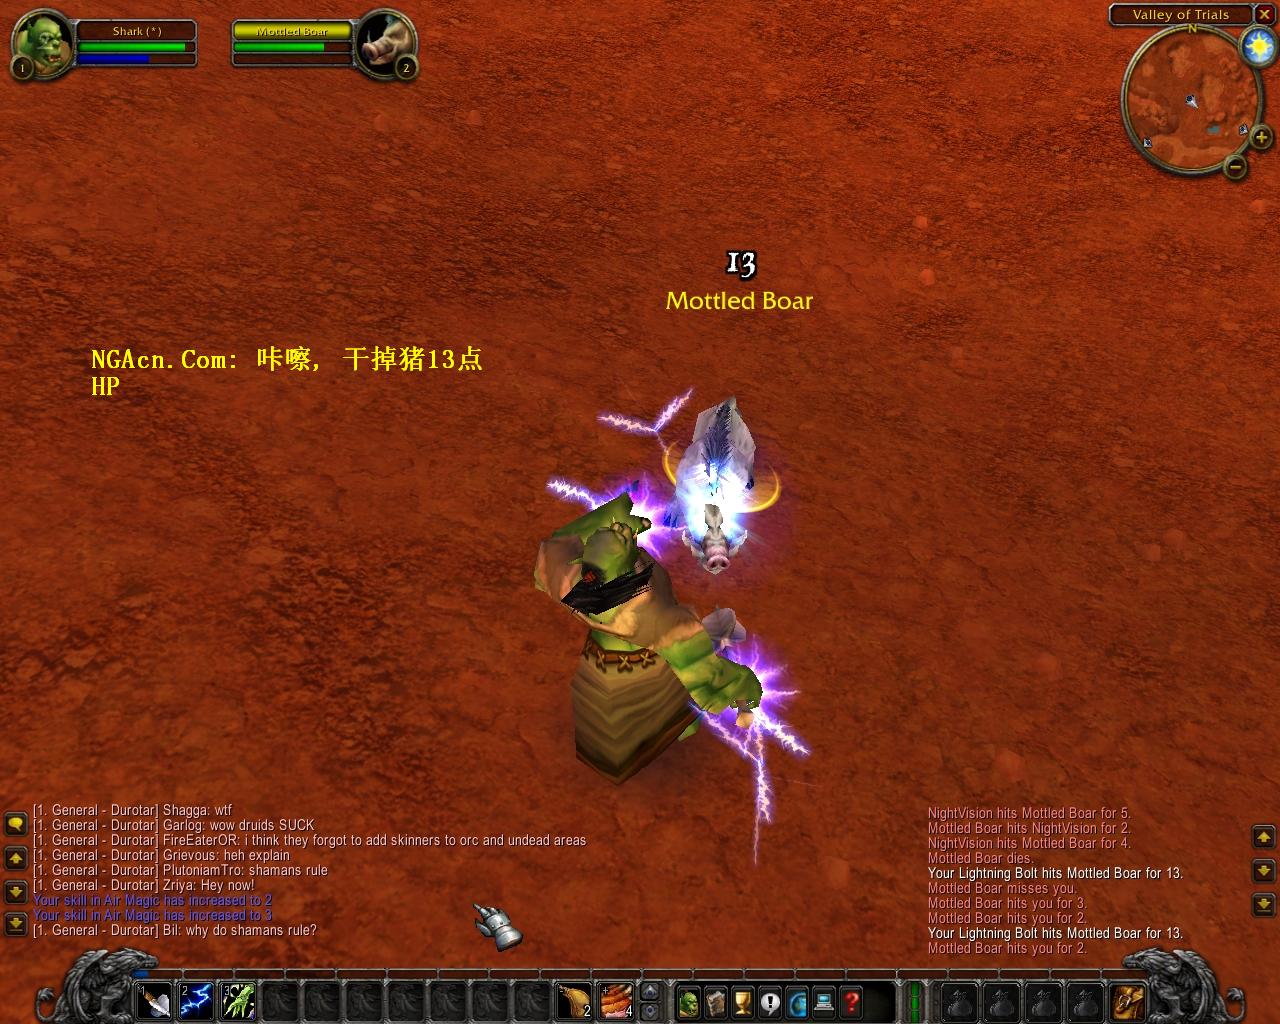 Shark (*)
1
Mottled Boar
2
Valley of Trials
N
13
Mottled Boar
NGAcn.Com: 咔嚓, 干掉猪13点
HP
[1. General - Durotar] Shagga: wtf
[1. General - Durotar] Garlog: wow druids SUCK
[1. General - Durotar] FireEaterOR: i think they forgot to add skinners to orc and undead areas
[1. General - Durotar] Grievous: heh explain
[1. General - Durotar] PlutoniamTro: shamans rule
[1. General - Durotar] Zriya: Hey now!
Your skill in Air Magic has increased to 2
Your skill in Air Magic has increased to 3
[1. General - Durotar] Bil: why do shamans rule?
NightVision hits Mottled Boar for 5.
Mottled Boar hits NightVision for 2.
NightVision hits Mottled Boar for 4.
Mottled Boar dies.
Your Lightning Bolt hits Mottled Boar for 13.
Mottled Boar misses you.
Mottled Boar hits you for 3.
Mottled Boar hits you for 2.
Your Lightning Bolt hits Mottled Boar for 13.
Mottled Boar hits you for 2.
1
2
3
2
4